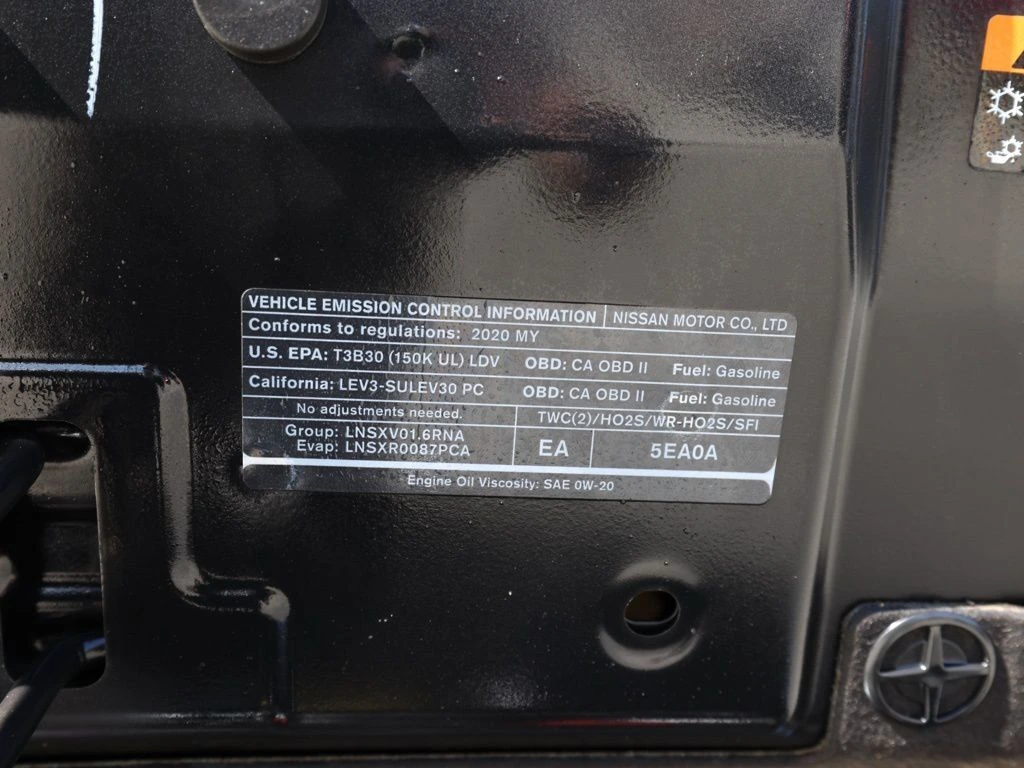 VEHICLE EMISSION CONTROL INFORMATION NISSAN MOTOR CO., LTD
Conforms to regulations: 2020 MY
U.S. EPA: T3B30 (150K UL) LDV OBD: CA OBD II Fuel: Gasoline
California: LEV3-SULEV30 PC OBD: CA OBD II Fuel: Gasoline
No adjustments needed. TWC(2)/HO2S/WR-HO2S/SFI
Group: LNSXV01.6RNA
Evap: LNSXR0087PCA
EA 5EA0A
Engine Oil Viscosity: SAE 0W-20